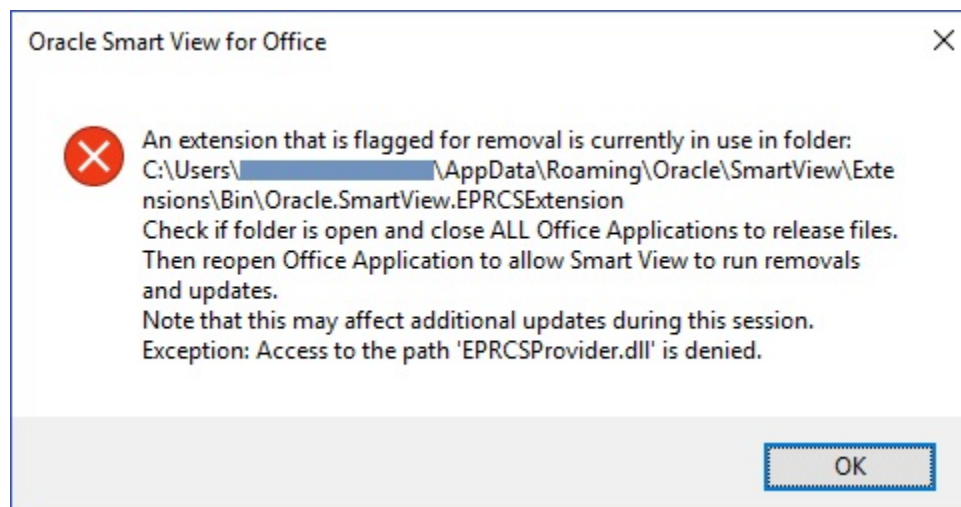 Oracle Smart View for Office
An extension that is flagged for removal is currently in use in folder:
C:\Users\ \AppData\Roaming\Oracle\SmartView\Exte
nsions\Bin\Oracle.SmartView.EPRCSExtension
Check if folder is open and close ALL Office Applications to release files.
Then reopen Office Application to allow Smart View to run removals
and updates.
Note that this may affect additional updates during this session.
Exception: Access to the path 'EPRCSProvider.dll' is denied.
OK